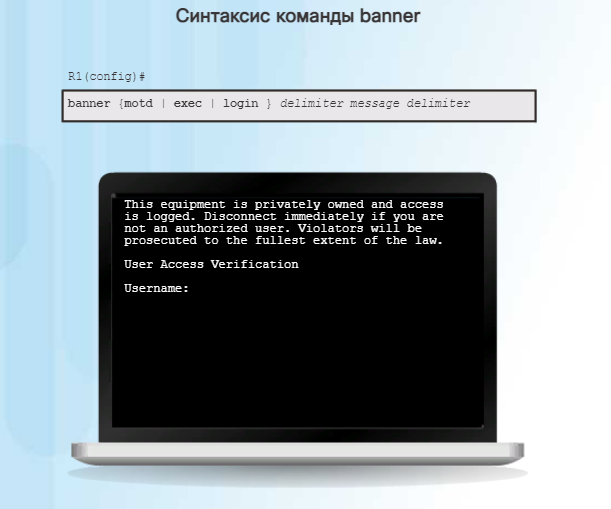 Синтаксис команды banner
R1(config)#
banner {motd | exec | login } delimiter message delimiter
This equipment is privately owned and access
is logged. Disconnect immediately if you are
not an authorized user. Violators will be
prosecuted to the fullest extent of the law.
User Access Verification
Username: